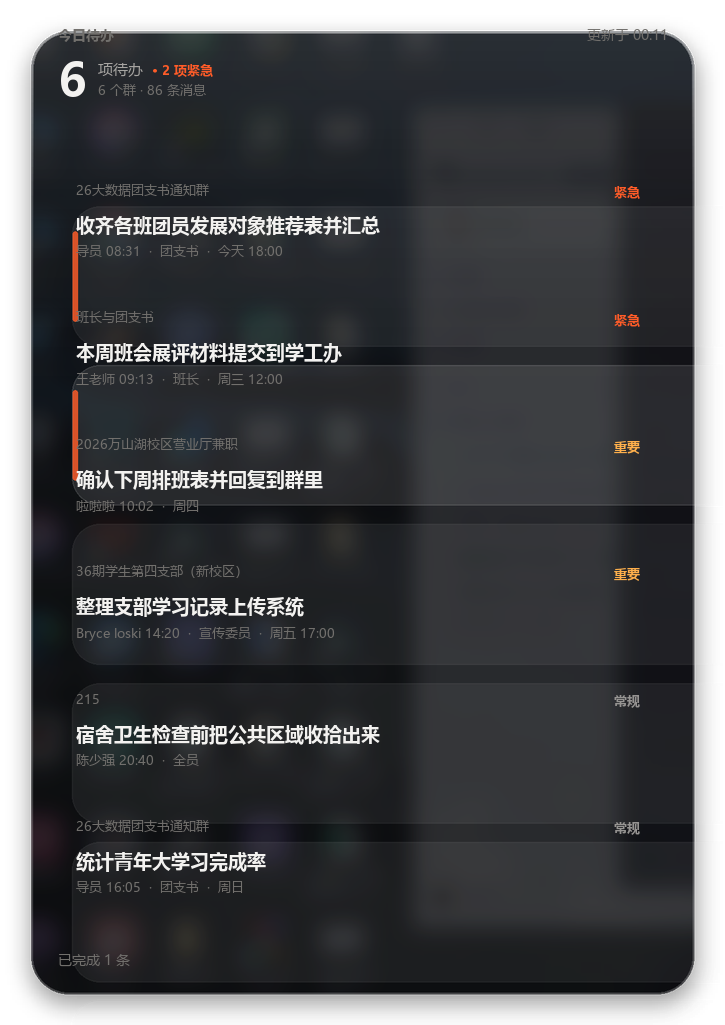 今日待办
更新于 00:11
6 项待办 • 2 项紧急
6 个群 · 86 条消息
26大数据团支书通知群
紧急
收齐各班团员发展对象推荐表并汇总
导员 08:31 · 团支书 · 今天 18:00
班长与团支书
紧急
本周班会展评材料提交到学工办
王老师 09:13 · 班长 · 周三 12:00
2026万山湖校区营业厅兼职
重要
确认下周排班表并回复到群里
啦啦啦 10:02 · 周四
36期学生第四支部（新校区）
重要
整理支部学习记录上传系统
Bryce loski 14:20 · 宣传委员 · 周五 17:00
215
常规
宿舍卫生检查前把公共区域收拾出来
陈少强 20:40 · 全员
26大数据团支书通知群
常规
统计青年大学习完成率
导员 16:05 · 团支书 · 周日
已完成 1 条